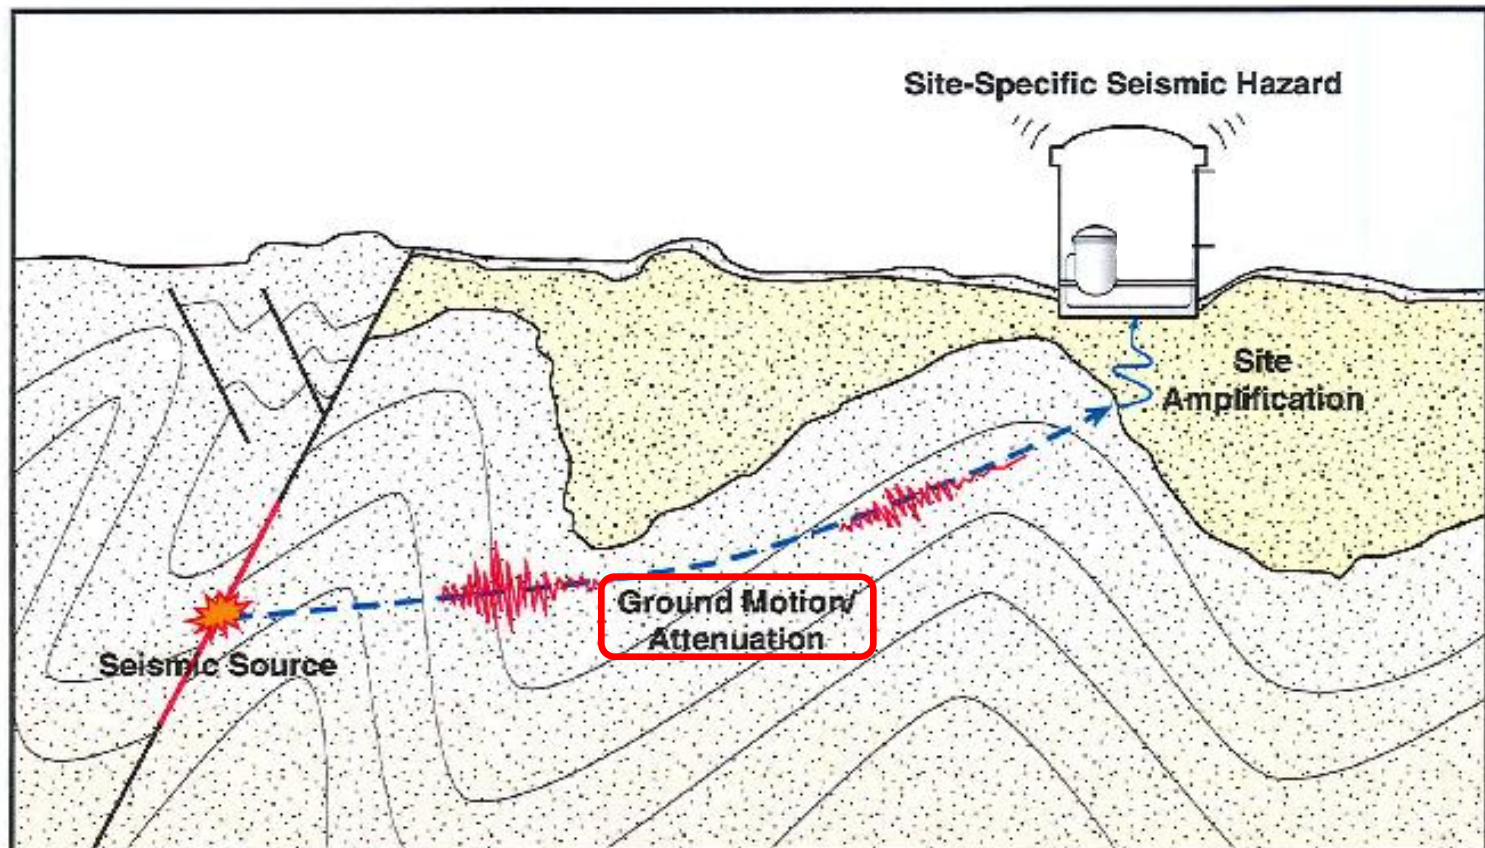 Site-Specific Seismic Hazard
Site
Amplification
Ground Motion/
Attenuation
Seismic Source